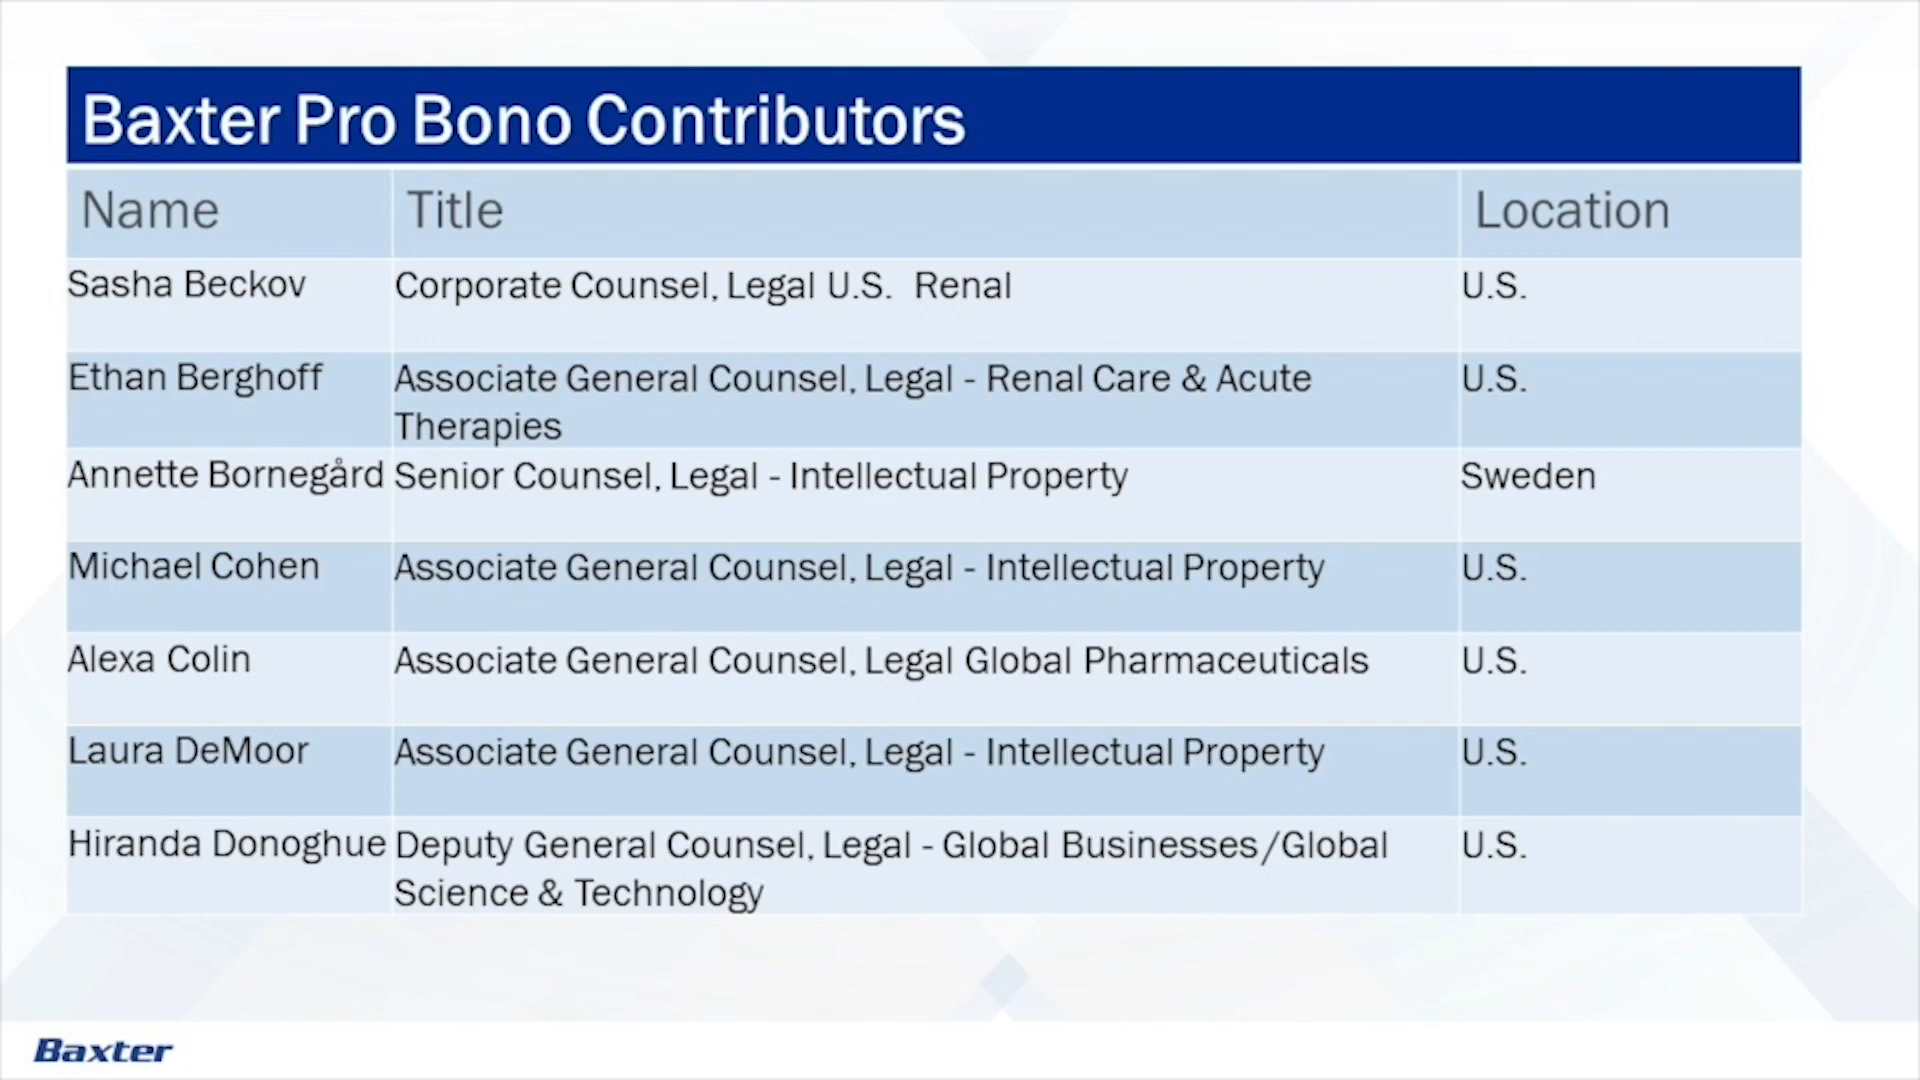 Baxter Pro Bono Contributors
Name Title Location
Sasha Beckov Corporate Counsel, Legal U.S.  Renal U.S.
Ethan Berghoff Associate General Counsel, Legal - Renal Care & Acute U.S.
Therapies
Annette Bornegård Senior Counsel, Legal - Intellectual Property Sweden
Michael Cohen Associate General Counsel, Legal - Intellectual Property U.S.
Alexa Colin Associate General Counsel, Legal Global Pharmaceuticals U.S.
Laura DeMoor Associate General Counsel, Legal - Intellectual Property U.S.
Hiranda Donoghue Deputy General Counsel, Legal - Global Businesses/Global U.S.
Science & Technology
Baxter